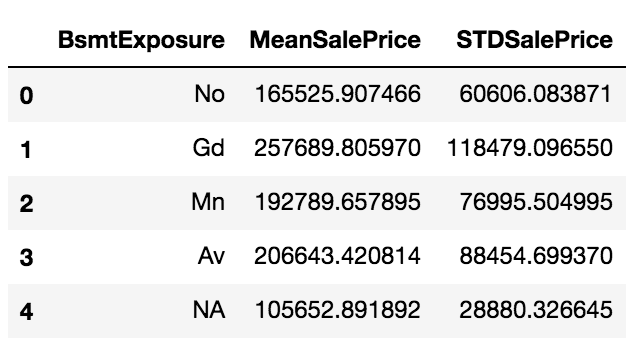 BsmtExposure MeanSalePrice STDSalePrice
0 No 165525.907466 60606.083871
1 Gd 257689.805970 118479.096550
2 Mn 192789.657895 76995.504995
3 Av 206643.420814 88454.699370
4 NA 105652.891892 28880.326645